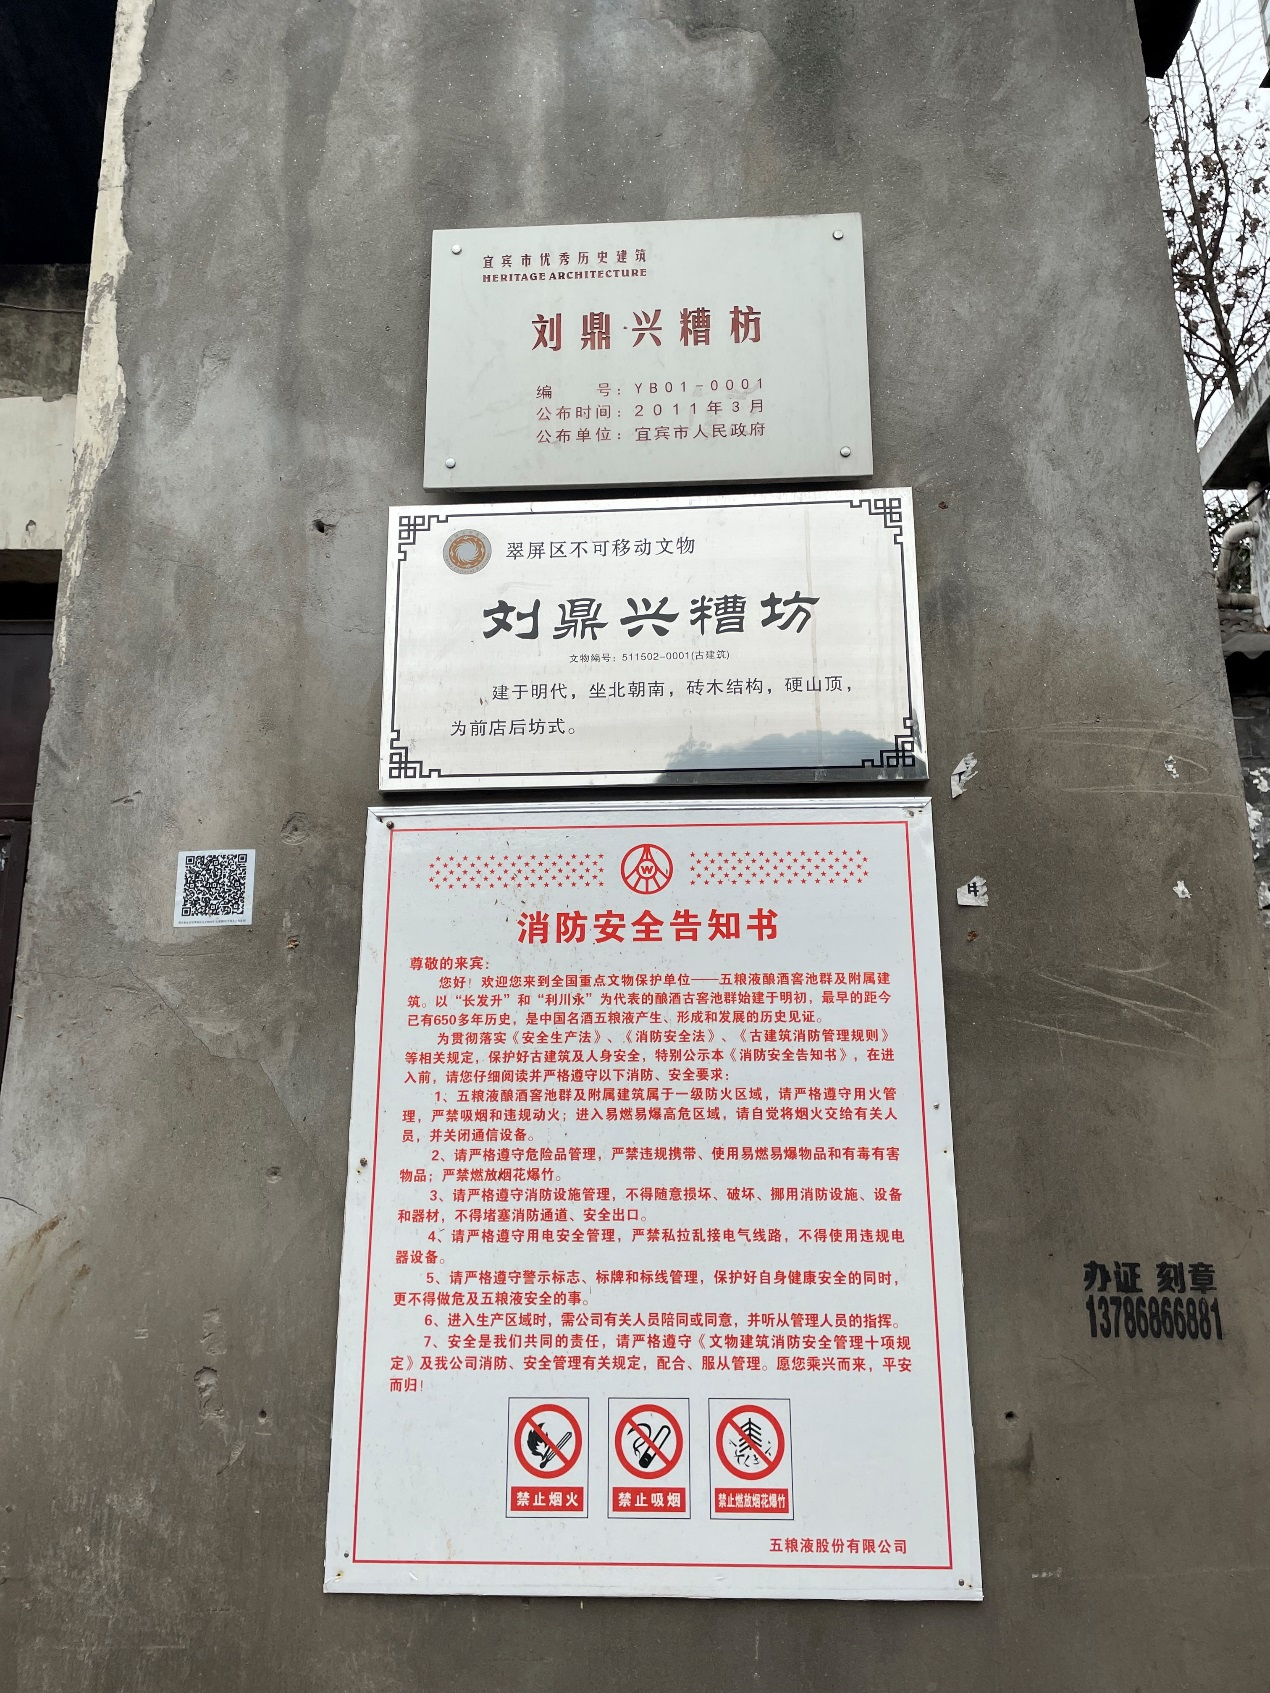 宜宾市优秀历史建筑
HERITAGE ARCHITECTURE
刘鼎兴糟坊
编 号：YB01-0001
公布时间：2011年3月
公布单位：宜宾市人民政府
翠屏区不可移动文物
刘鼎兴糟坊
文物编号：511502-0001(古建筑)
建于明代，坐北朝南，砖木结构，硬山顶，
为前店后坊式。
W
消防安全告知书
尊敬的来宾：
您好！欢迎您来到全国重点文物保护单位——五粮液酿酒窖池群及附属建
筑。以“长发升”和“利川永”为代表的酿酒古窖池群始建于明初，最早的距今
已有650多年历史，是中国名酒五粮液产生、形成和发展的历史见证。
为贯彻落实《安全生产法》、《消防安全法》、《古建筑消防管理规则》
等相关规定，保护好古建筑及人身安全，特别公示本《消防安全告知书》，在进
入前，请您仔细阅读并严格遵守以下消防、安全要求：
1、五粮液酿酒窖池群及附属建筑属于一级防火区域，请严格遵守用火管
理，严禁吸烟和违规动火；进入易燃易爆高危区域，请自觉将烟火交给有关人
员，并关闭通信设备。
2、请严格遵守危险品管理，严禁违规携带、使用易燃易爆物品和有毒有害
物品；严禁燃放烟花爆竹。
3、请严格遵守消防设施管理，不得随意损坏、破坏、挪用消防设施、设备
和器材，不得堵塞消防通道、安全出口。
4、请严格遵守用电安全管理，严禁私拉乱接电气线路，不得使用违规电
器设备。
5、请严格遵守警示标志、标牌和标线管理，保护好自身健康安全的同时，
更不得做危及五粮液安全的事。
6、进入生产区域时，需公司有关人员陪同或同意，并听从管理人员的指挥。
7、安全是我们共同的责任，请严格遵守《文物建筑消防安全管理十项规
定》及我公司消防、安全管理有关规定，配合、服从管理。愿您乘兴而来，平安
而归！
禁止烟火
禁止吸烟
禁止燃放烟花爆竹
五粮液股份有限公司
办证 刻章
13786866881